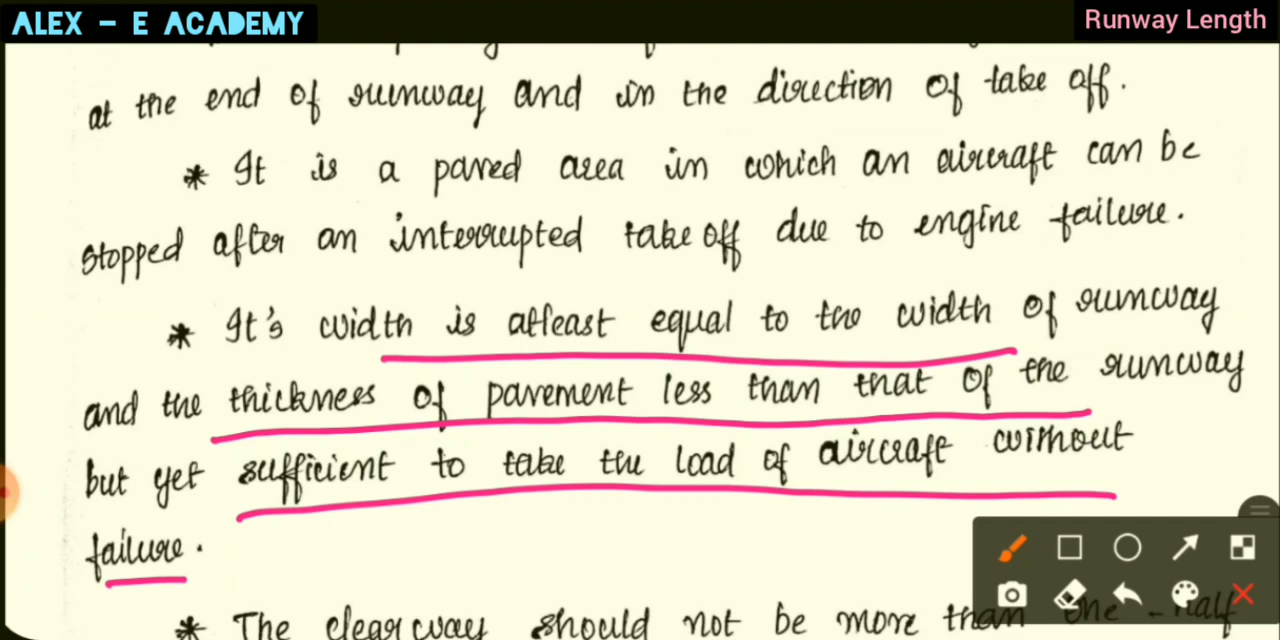 ALEX - E ACADEMY
Runway Length
at the end of runway and in the direction of take off.
* It is a paved area in which an aircraft can be
stopped after an interrupted take off due to engine failure.
* It's width is atleast equal to the width of runway
and the thickness of pavement less than that of the runway
but yet sufficient to take the load of aircraft without
failure.
* The clearway should not be more than one-half